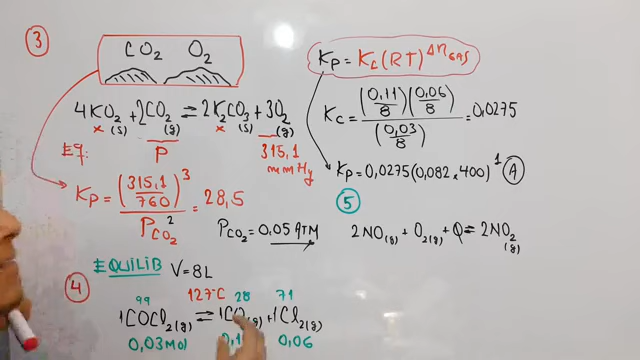 ③
CO₂ O₂
4KO₂ + 2CO₂ ⇌ 2K₂CO₃ + 3O₂
x (s) (g) x (s) (g)
Eq: P 315,1 mmHg
Kp = (315,1/760)³ / P CO₂² = 28,5
P CO₂ = 0,05 ATM
EQUILIB V = 8L
④ 99 127°C 28 71
1COCl₂(g) ⇌ 1CO(g) + 1Cl₂(g)
0,03mol 0,06
Kp = Kc (RT)^Δn GAS
Kc = (0,11/8)(0,06/8) / (0,03/8) = 0,0275
Kp = 0,0275(0,082 x 400)¹ Ⓐ
⑤
2NO(g) + O₂(g) + Q ⇌ 2NO₂(g)